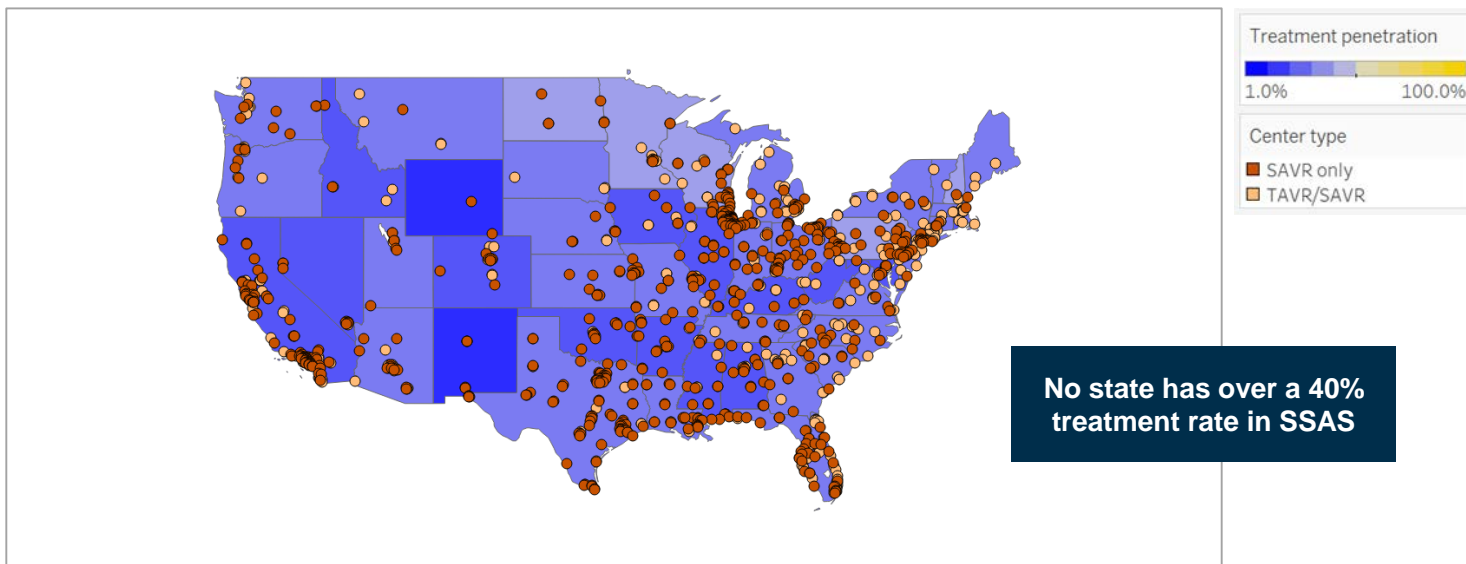 Treatment penetration
1.0% 100.0%
Center type
SAVR only
TAVR/SAVR
No state has over a 40%
treatment rate in SSAS